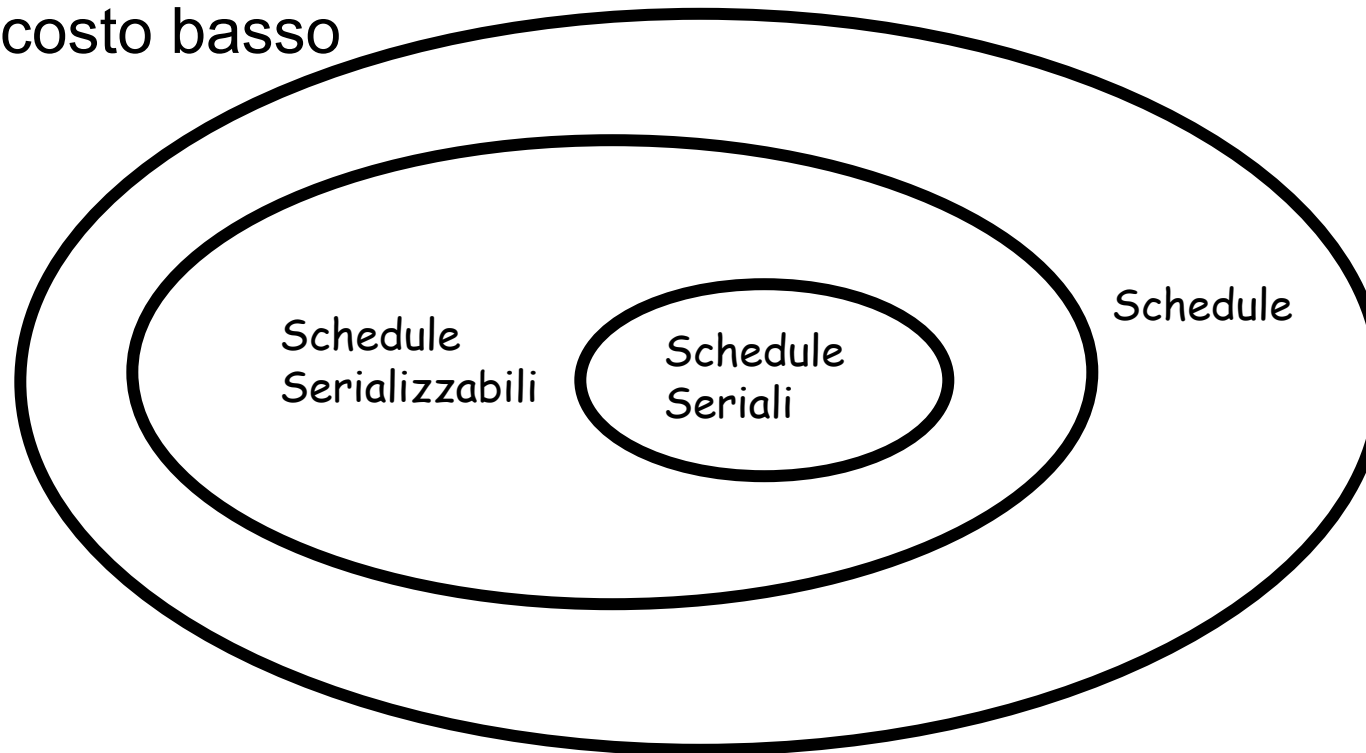 costo basso
Schedule
Schedule
Serializzabili
Schedule
Seriali